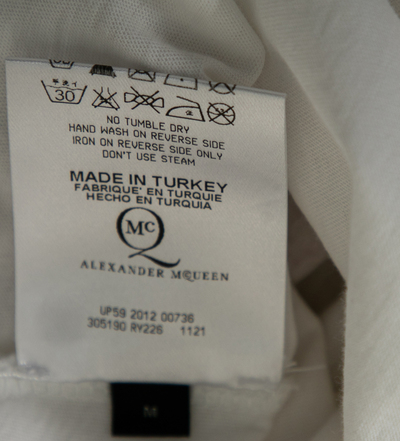 30
NO TUMBLE DRY
HAND WASH ON REVERSE SIDE
IRON ON REVERSE SIDE ONLY
DON'T USE STEAM
MADE IN TURKEY
FABRIQUE' EN TURQUIE
HECHO EN TURQUIA
McQ
ALEXANDER McQUEEN
UP59 2012 00736
305190 RY226 1121
M